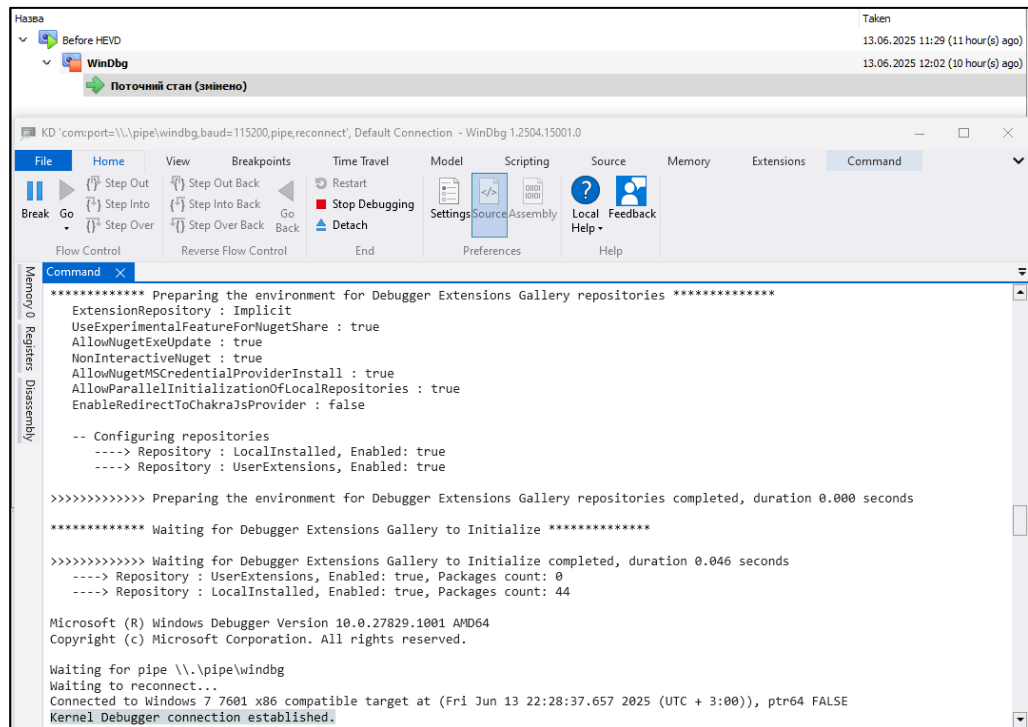 Назва Taken
Before HEVD 13.06.2025 11:29 (11 hour(s) ago)
WinDbg 13.06.2025 12:02 (10 hour(s) ago)
Поточний стан (змінено)
KD 'com:port=\\.\pipe\windbg,baud=115200,pipe,reconnect', Default Connection - WinDbg 1.2504.15001.0
File Home View Breakpoints Time Travel Model Scripting Source Memory Extensions Command
Break Go Step Out Step Into Step Over
Flow Control
Step Out Back Step Into Back Step Over Back Go Back
Reverse Flow Control
Restart Stop Debugging Detach
End
Settings Source Assembly
Preferences
Local Help Feedback
Help
Memory 0
Registers
Disassembly
Command
************* Preparing the environment for Debugger Extensions Gallery repositories **************
ExtensionRepository : Implicit
UseExperimentalFeatureForNugetShare : true
AllowNugetExeUpdate : true
NonInteractiveNuget : true
AllowNugetMSCredentialProviderInstall : true
AllowParallelInitializationOfLocalRepositories : true
EnableRedirectToChakraJsProvider : false
-- Configuring repositories
----> Repository : LocalInstalled, Enabled: true
----> Repository : UserExtensions, Enabled: true
>>>>>>>>>>>>> Preparing the environment for Debugger Extensions Gallery repositories completed, duration 0.000 seconds
************* Waiting for Debugger Extensions Gallery to Initialize **************
>>>>>>>>>>>>> Waiting for Debugger Extensions Gallery to Initialize completed, duration 0.046 seconds
----> Repository : UserExtensions, Enabled: true, Packages count: 0
----> Repository : LocalInstalled, Enabled: true, Packages count: 44
Microsoft (R) Windows Debugger Version 10.0.27829.1001 AMD64
Copyright (c) Microsoft Corporation. All rights reserved.
Waiting for pipe \\.\pipe\windbg
Waiting to reconnect...
Connected to Windows 7 7601 x86 compatible target at (Fri Jun 13 22:28:37.657 2025 (UTC + 3:00)), ptr64 FALSE
Kernel Debugger connection established.